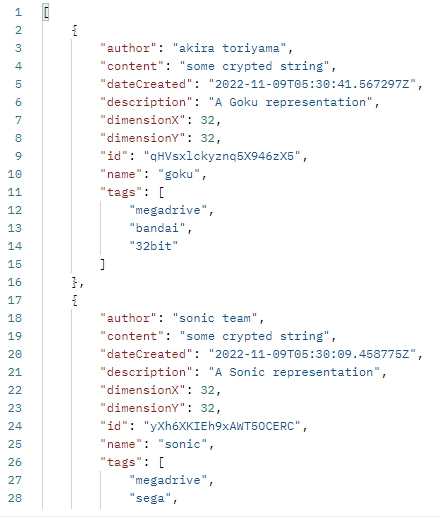 1 [
2 {
3 "author": "akira toriyama",
4 "content": "some crypted string",
5 "dateCreated": "2022-11-09T05:30:41.567297Z",
6 "description": "A Goku representation",
7 "dimensionX": 32,
8 "dimensionY": 32,
9 "id": "qHVsxlckyznq5X946zX5",
10 "name": "goku",
11 "tags": [
12 "megadrive",
13 "bandai",
14 "32bit"
15 ]
16 },
17 {
18 "author": "sonic team",
19 "content": "some crypted string",
20 "dateCreated": "2022-11-09T05:30:09.458775Z",
21 "description": "A Sonic representation",
22 "dimensionX": 32,
23 "dimensionY": 32,
24 "id": "yXh6XKIEh9xAWT5OCERC",
25 "name": "sonic",
26 "tags": [
27 "megadrive",
28 "sega",